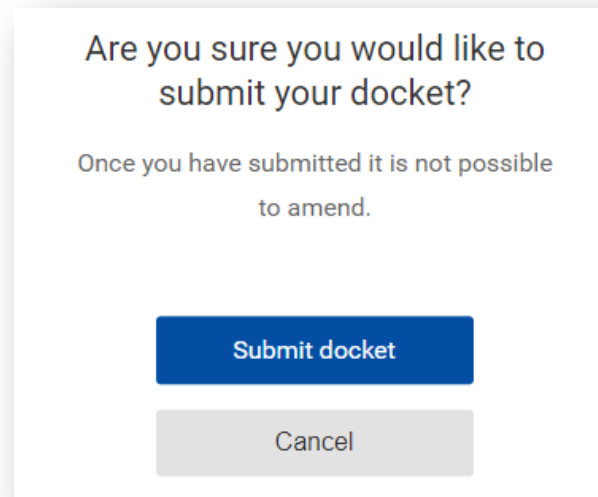 Are you sure you would like to
submit your docket?
Once you have submitted it is not possible
to amend.
Submit docket
Cancel